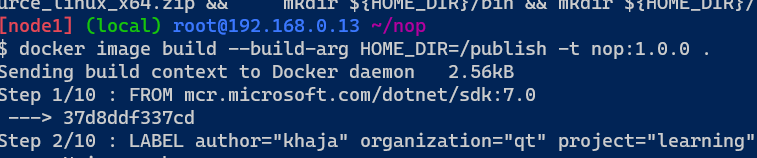 urce_linux_x64.zip && mkdir ${HOME_DIR}/bin && mkdir ${HOME_DIR}/
[node1] (local) root@192.168.0.13 ~/nop
$ docker image build --build-arg HOME_DIR=/publish -t nop:1.0.0 .
Sending build context to Docker daemon 2.56kB
Step 1/10 : FROM mcr.microsoft.com/dotnet/sdk:7.0
---> 37d8ddf337cd
Step 2/10 : LABEL author="khaja" organization="qt" project="learning"